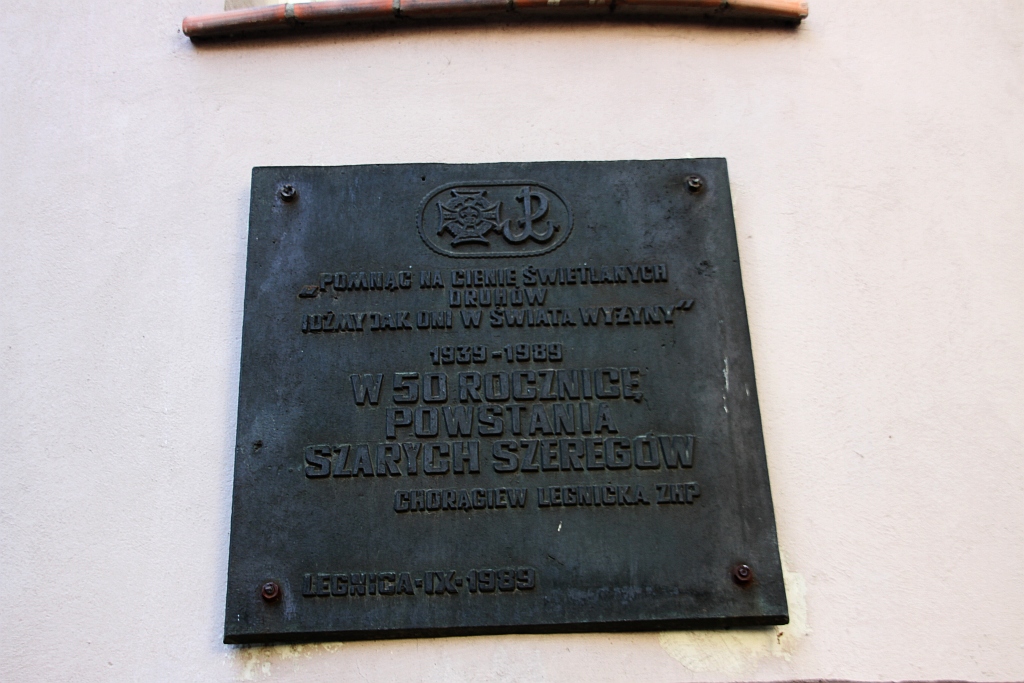 „POMNĄC NA CIENIE ŚWIETLANYCH
DRUHÓW
IDŹMY JAK ONI W ŚWIATA WYŻYNY”
1939-1989
W 50 ROCZNICĘ
POWSTANIA
SZARYCH SZEREGÓW
CHORĄGIEW LEGNICKA ZHP
LEGNICA-IX-1989